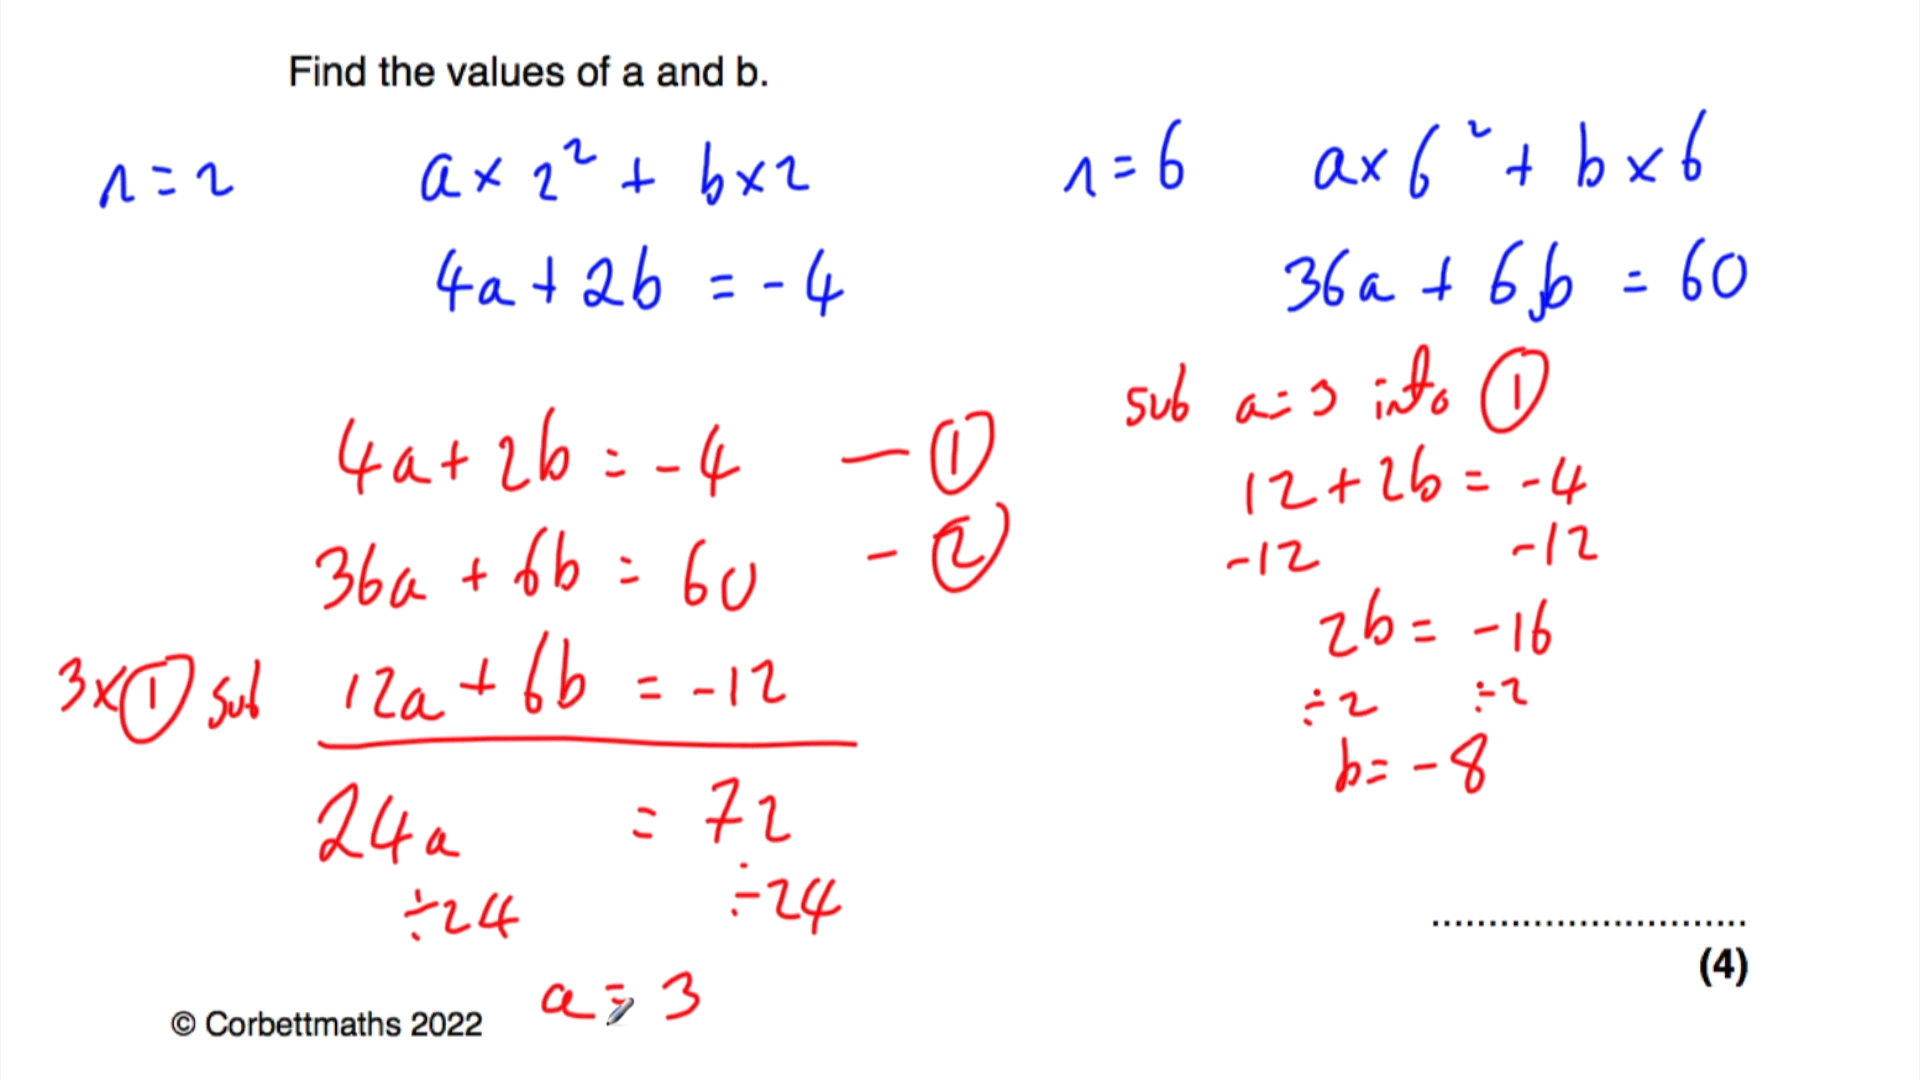 Find the values of a and b.
n=2 a×2²+b×2
4a+2b=-4
n=6 a×6²+b×6
36a+6b=60
4a+2b=-4 —①
36a+6b=60 -②
3×① sub 12a+6b=-12
24a=72
÷24 ÷24
a=3
sub a=3 into ①
12+2b=-4
-12 -12
2b=-16
÷2 ÷2
b=-8
...........................
(4)
© Corbettmaths 2022